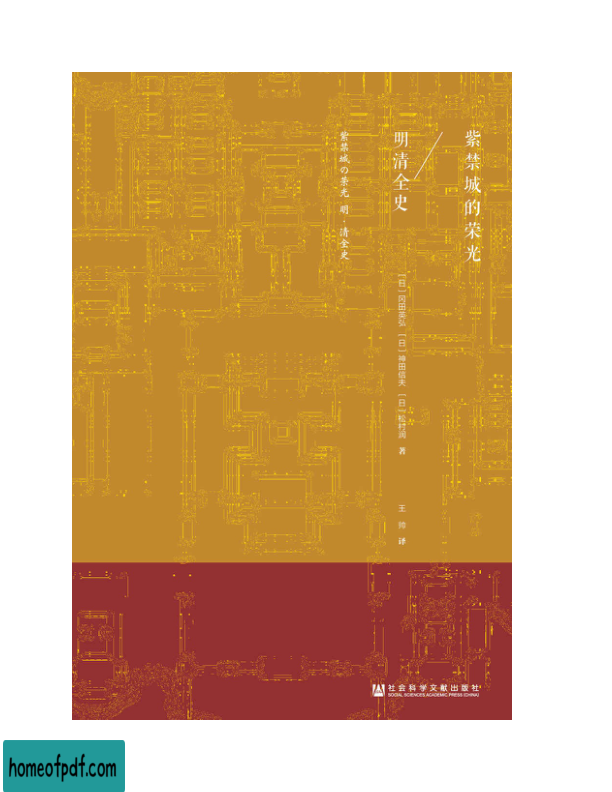 紫禁城的荣光
明清全史
紫禁城の栄光 明 清全史
［日］冈田英弘 ［日］神田信夫 ［日］松村润 著
王帅 译
社会科学文献出版社
SOCIAL SCIENCES ACADEMIC PRESS (CHINA)
homeofpdf.com